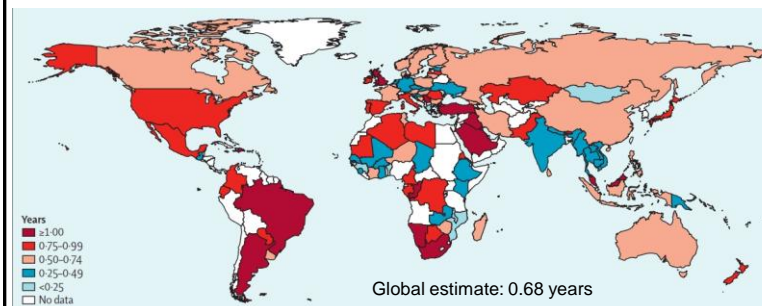 Years
≥1·00
0·75–0·99
0·50–0·74
0·25–0·49
<0·25
No data
Global estimate: 0.68 years